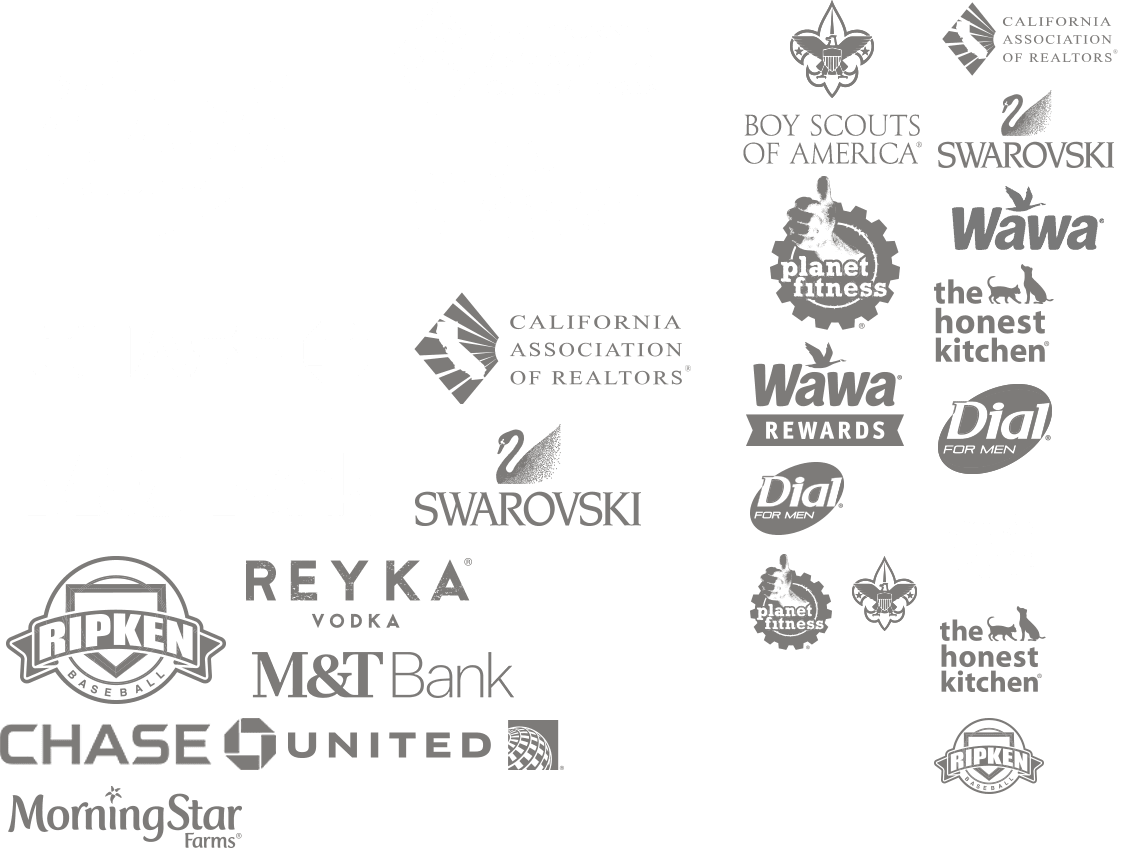 BOY SCOUTS
OF AMERICA®
CALIFORNIA
ASSOCIATION
OF REALTORS®
SWAROVSKI
planet
fitness®
Wawa®
the
honest
kitchen®
Wawa®
REWARDS
Dial®
FOR MEN
Dial®
FOR MEN
CALIFORNIA
ASSOCIATION
OF REALTORS®
SWAROVSKI
RIPKEN
BASEBALL
REYKA®
VODKA
M&T Bank
CHASE
UNITED
MorningStar
Farms®
planet
fitness®
the
honest
kitchen®
RIPKEN
BASEBALL